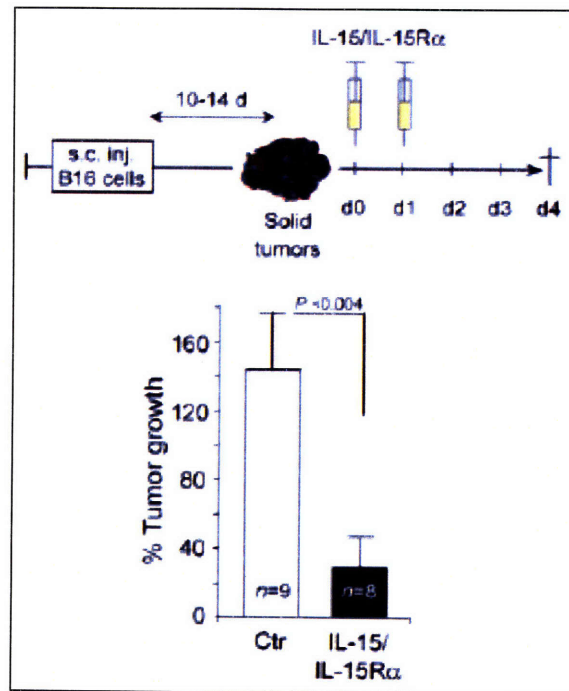 IL-15/IL-15Rα
10-14 d
s.c. inj.
B16 cells
Solid
tumors
d0 d1 d2 d3 d4
P <0.004
% Tumor growth
160
120
80
40
0
n=9 n=8
Ctr IL-15/
IL-15Rα